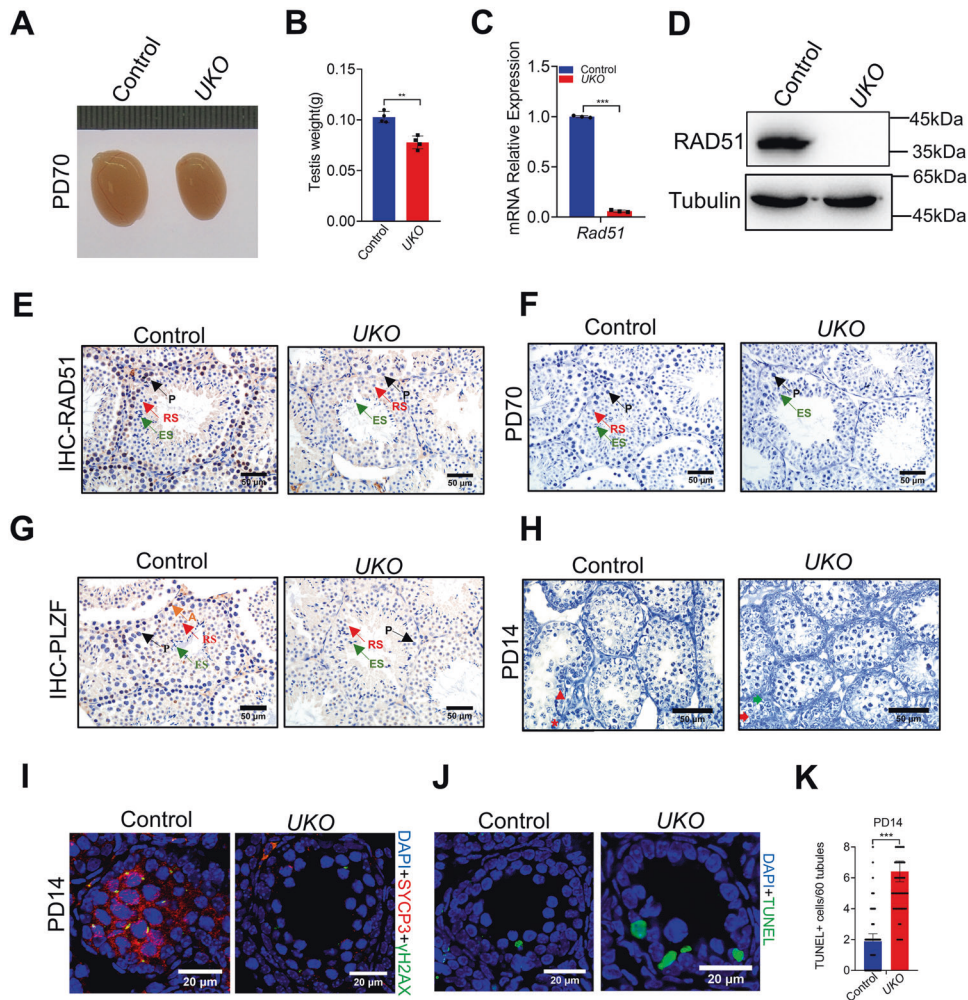 A
Control
UKO
PD70
B
Testis weight(g)
0.15
0.10
0.05
0.00
**
Control
UKO
C
mRNA Relative Expression
Control
UKO
1.5
1.0
0.5
0.0
***
Rad51
D
Control
UKO
RAD51
45kDa
35kDa
65kDa
Tubulin
45kDa
E
Control
UKO
IHC-RAD51
P
RS
ES
50 µm
P
RS
ES
50 µm
F
Control
UKO
PD70
P
RS
ES
50 µm
P
ES
50 µm
G
Control
UKO
IHC-PLZF
A
RS
P
ES
50 µm
P
RS
ES
50 µm
H
Control
UKO
PD14
50 µm
50 µm
I
Control
UKO
PD14
20 µm
20 µm
DAPI+SYCP3+γH2AX
J
Control
UKO
20 µm
20 µm
DAPI+TUNEL
K
PD14
***
TUNEL+ cells/60 tubules
8
6
4
2
0
Control
UKO